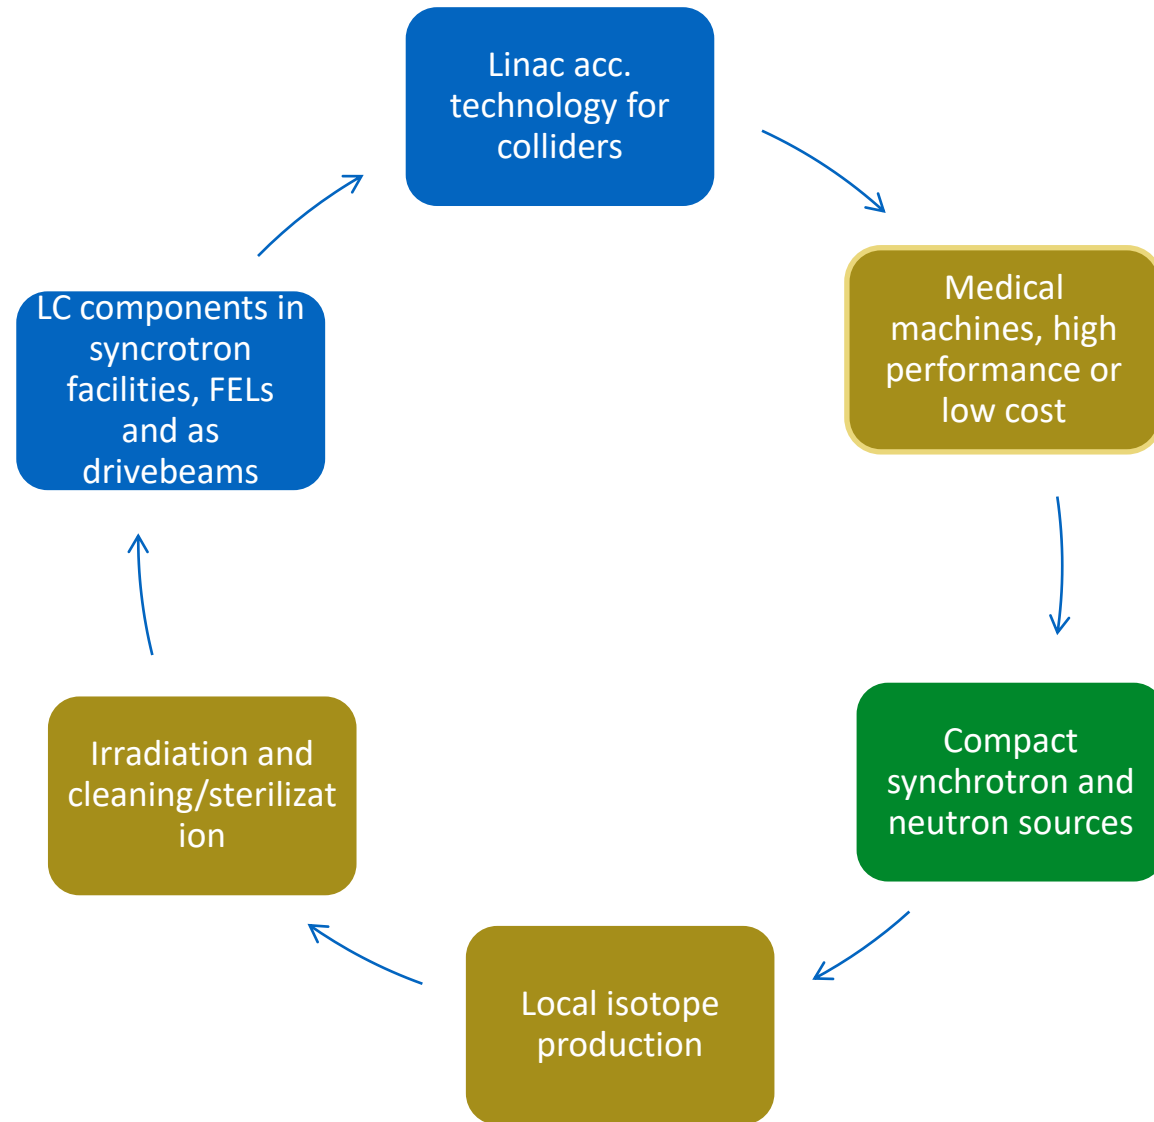 Linac acc.
technology for
colliders
Medical
machines, high
performance or
low cost
Compact
synchrotron and
neutron sources
Local isotope
production
Irradiation and
cleaning/sterilizat
ion
LC components in
syncrotron
facilities, FELs
and as
drivebeams